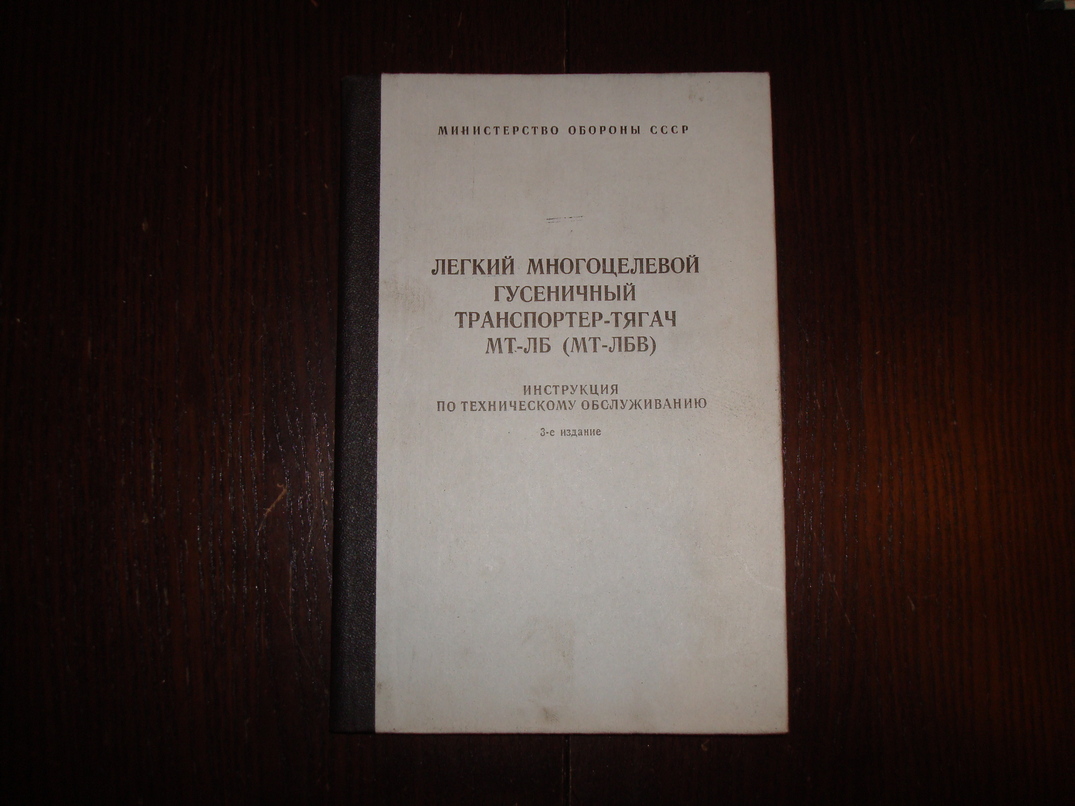 МИНИСТЕРСТВО ОБОРОНЫ СССР
ЛЕГКИЙ МНОГОЦЕЛЕВОЙ
ГУСЕНИЧНЫЙ
ТРАНСПОРТЕР-ТЯГАЧ
МТ-ЛБ (МТ-ЛБВ)
ИНСТРУКЦИЯ
ПО ТЕХНИЧЕСКОМУ ОБСЛУЖИВАНИЮ
3-е издание